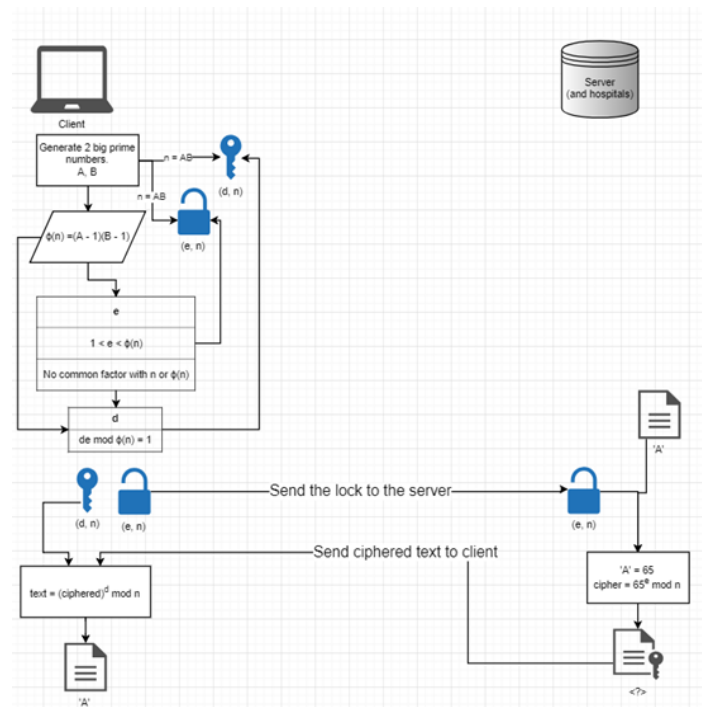 Server
(and hospitals)
Client
Generate 2 big prime
numbers.
A, B
n = AB
(d, n)
n = AB
(e, n)
ϕ(n) =(A - 1)(B - 1)
e
1 < e < ϕ(n)
No common factor with n or ϕ(n)
d
de mod ϕ(n) = 1
'A'
Send the lock to the server
(d, n)
(e, n)
(e, n)
Send ciphered text to client
'A' = 65
cipher = 65ᵉ mod n
text = (ciphered)ᵈ mod n
'A'
<?>